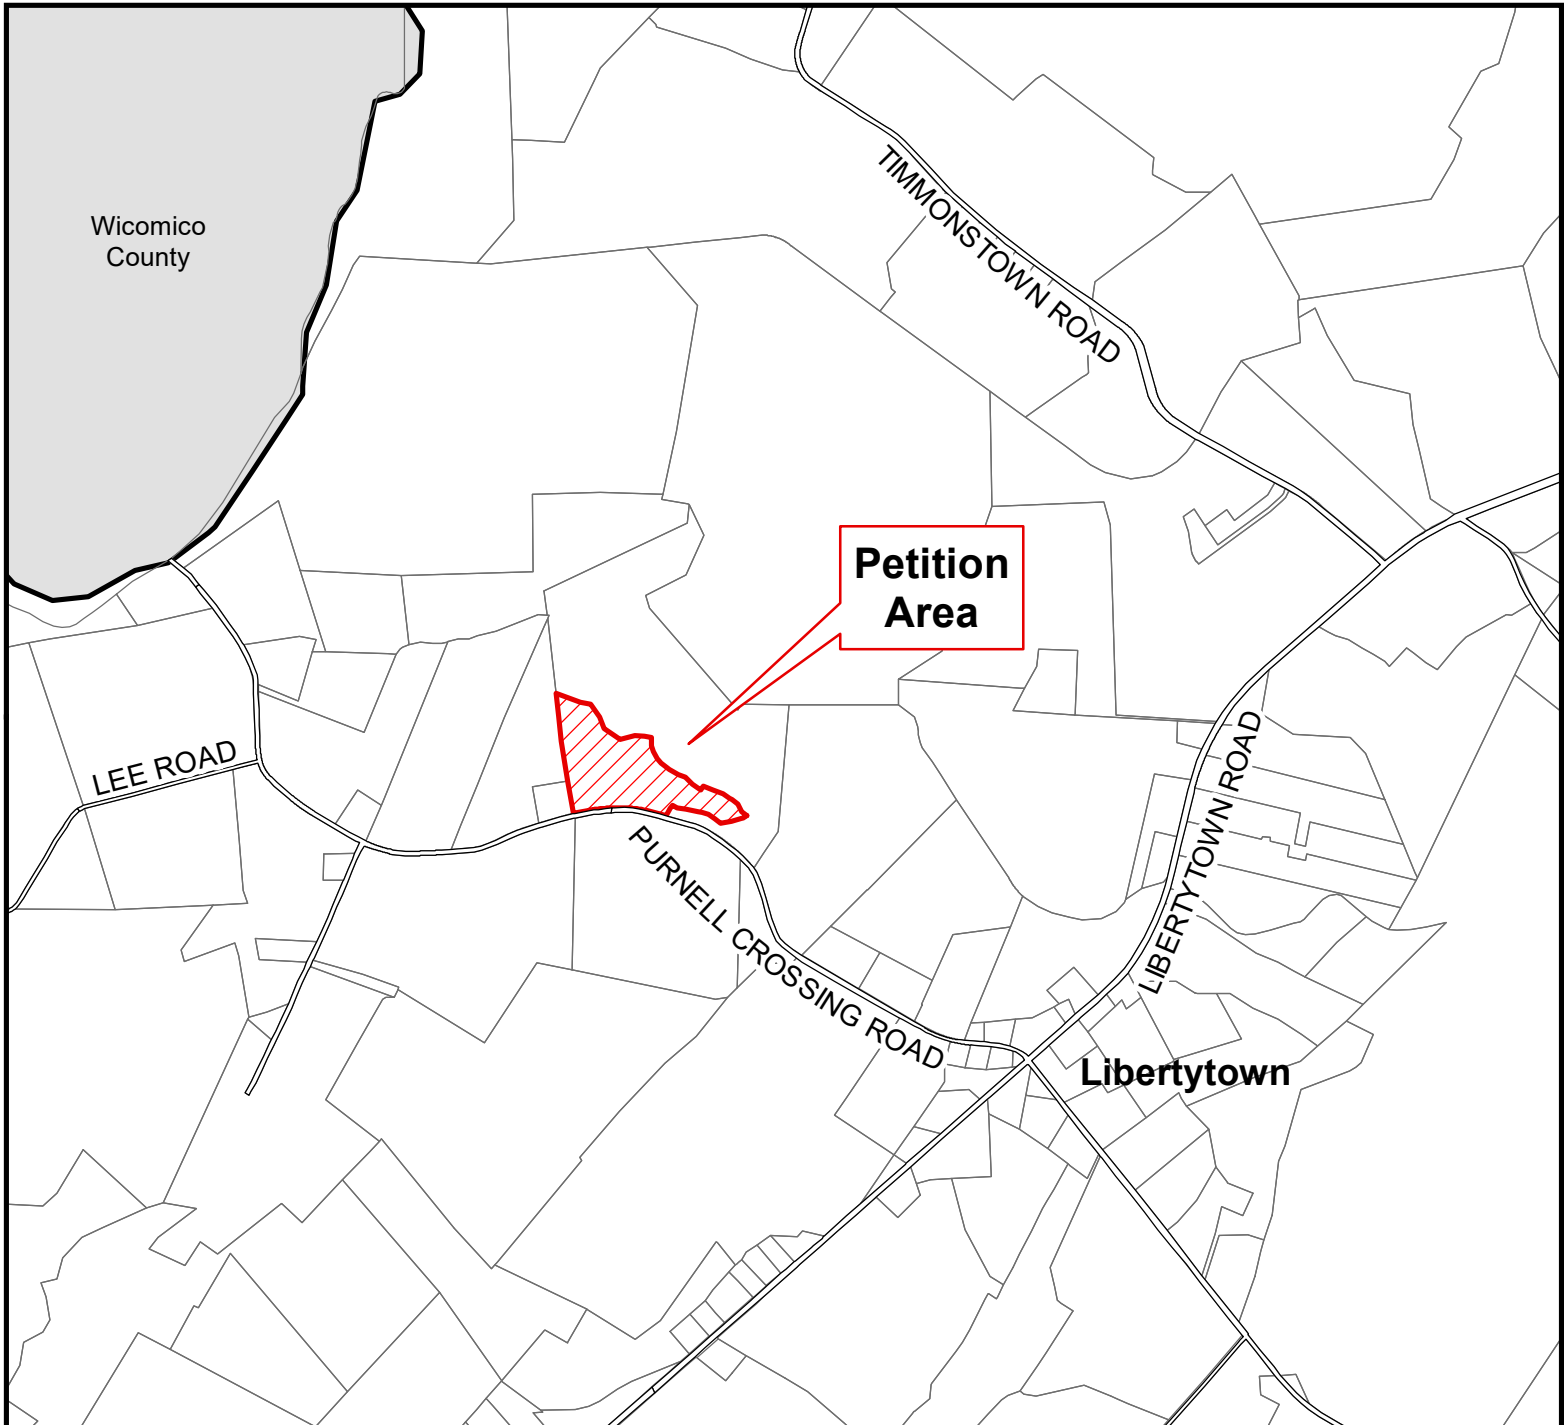 Wicomico
County
TIMMONSTOWN ROAD
Petition
Area
LEE ROAD
LIBERTYTOWN ROAD
PURNELL CROSSING ROAD
Libertytown